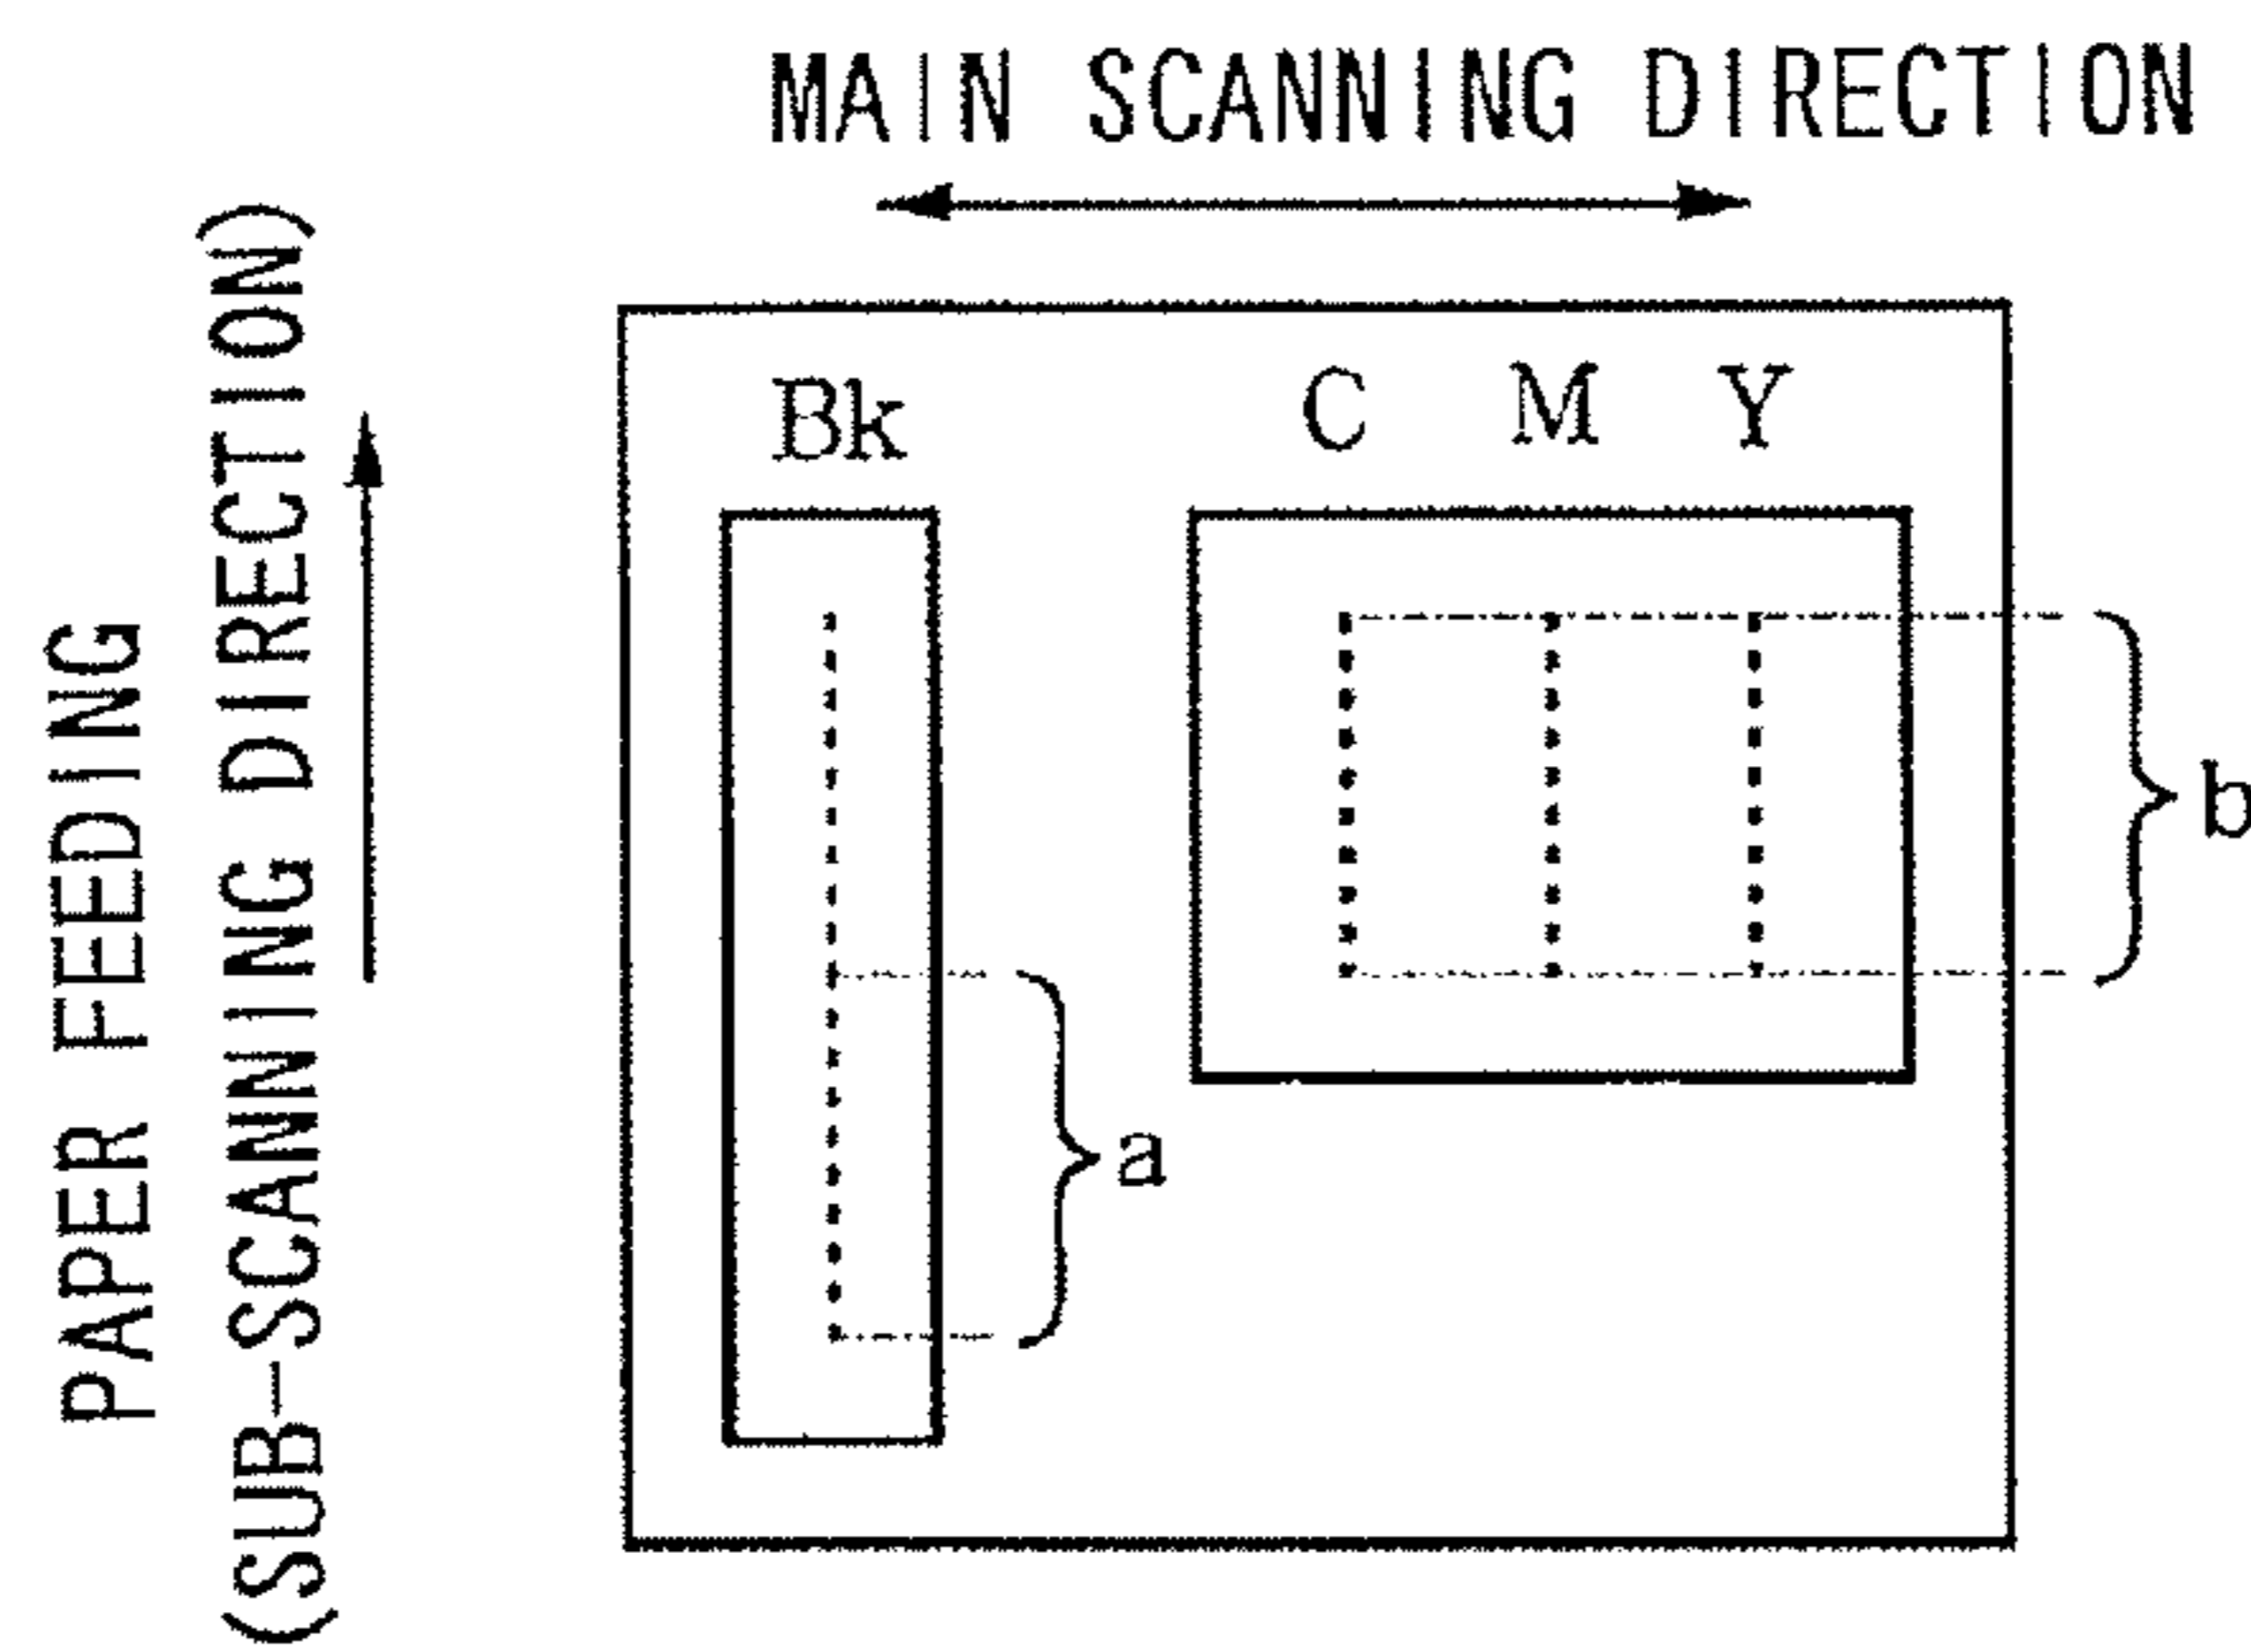 MAIN SCANNING DIRECTION
PAPER FEEDING
(SUB-SCANNING DIRECTION)
Bk
C M Y
b
a